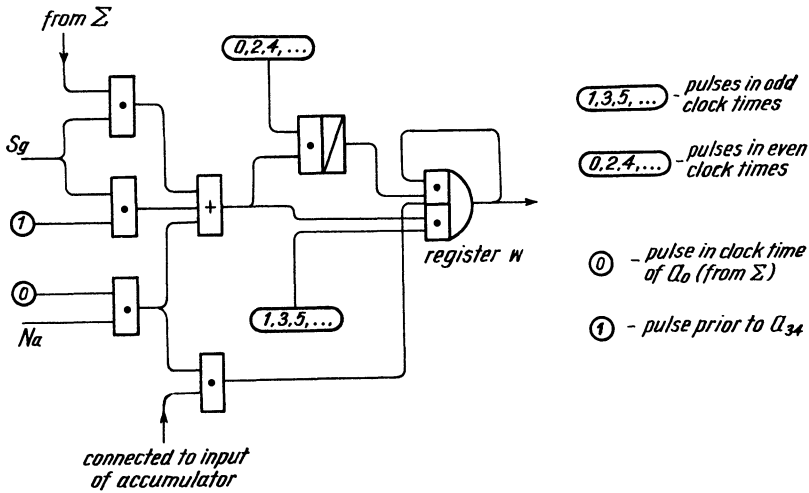 from Σ
0,2,4, ...
1,3,5, ... - pulses in odd
clock times
Sg
0,2,4, ... - pulses in even
clock times
1
+
register w
0 - pulse in clock time
of a₀ (from Σ)
0
Na
1,3,5, ...
1 - pulse prior to a₃₄
connected to input
of accumulator